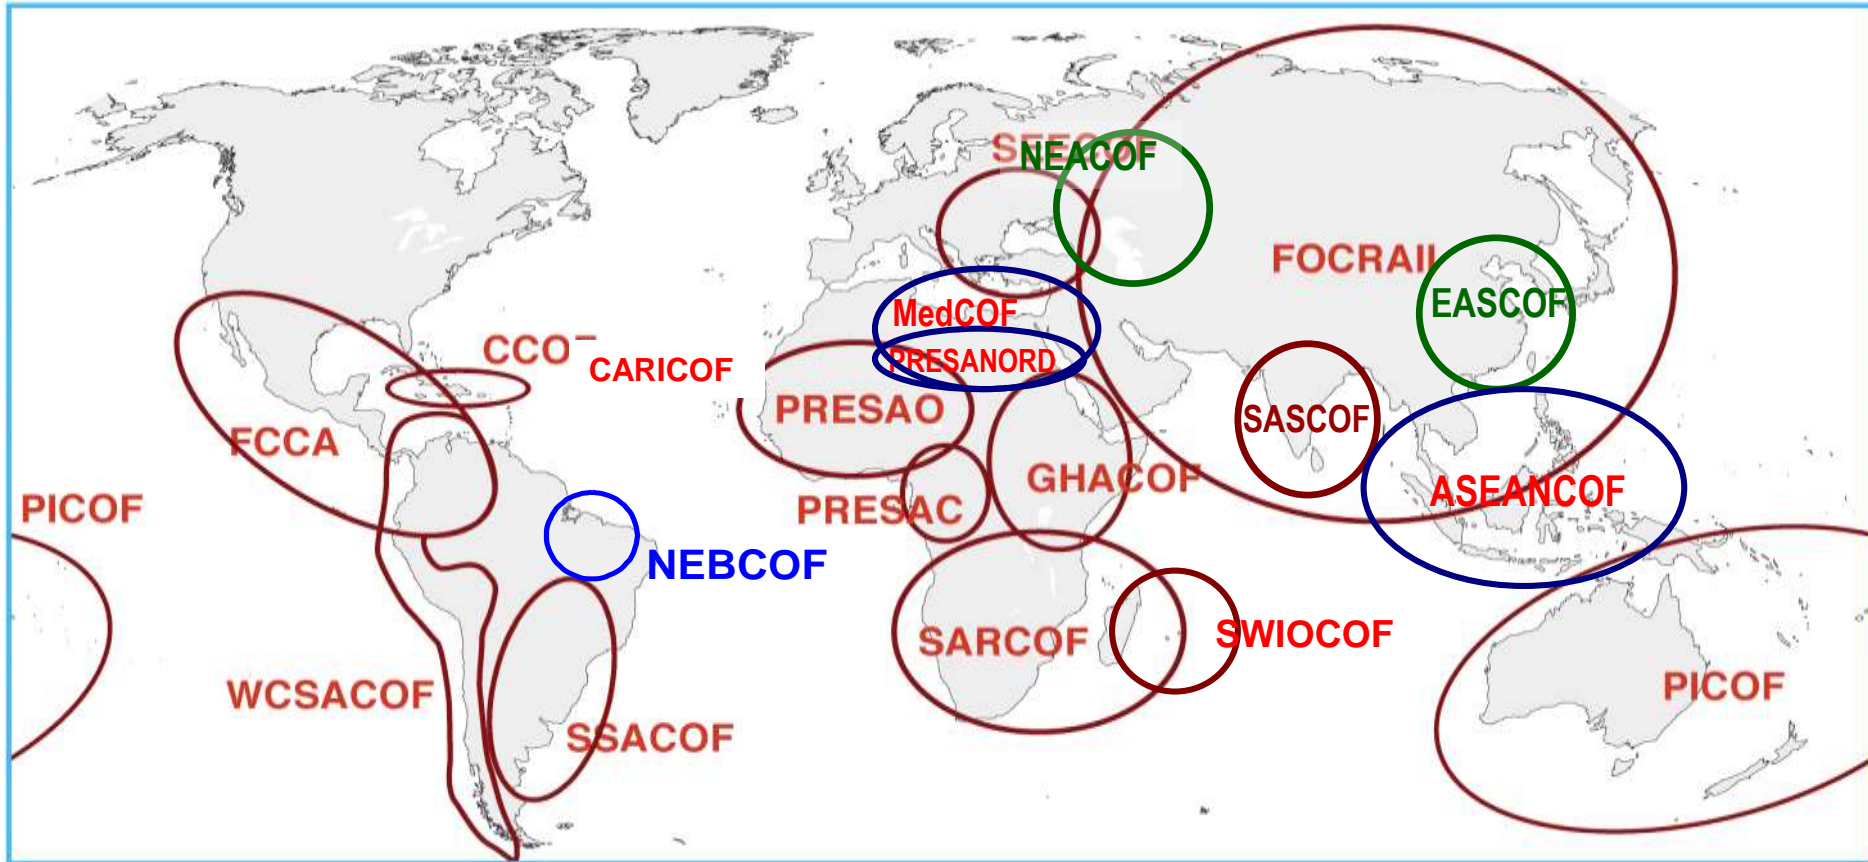 SEECOF
NEACOF
FOCRAII
EASCOF
MedCOF
PRESANORD
CCO
CARICOF
PRESAO
SASCOF
FCCA
GHACOF
ASEANCOF
PICOF
PRESAC
NEBCOF
SARCOF
SWIOCOF
WCSACOF
PICOF
SSACOF